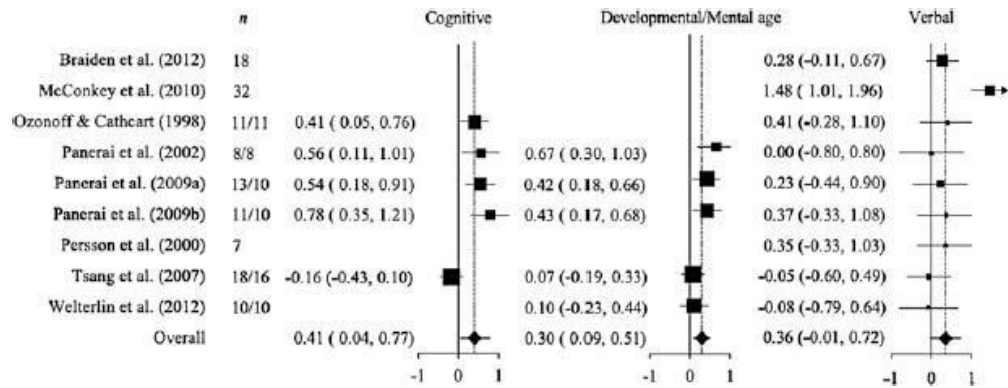 n Cognitive Developmental/Mental age Verbal
Braiden et al. (2012) 18 0.28 (-0.11, 0.67)
McConkey et al. (2010) 32 1.48 ( 1.01, 1.96)
Ozonoff & Cathcart (1998) 11/11 0.41 ( 0.05, 0.76) 0.41 (-0.28, 1.10)
Panerai et al. 2002) 8/8 0.56 ( 0.11, 1.01) 0.67 ( 0.30, 1.03) 0.00 (-0.80, 0.80)
Panerai et al. (2009a) 13/10 0.54 ( 0.18, 0.91) 0.42 ( 0.18, 0.66) 0.23 (-0.44, 0.90)
Panerai et al. (2009b) 11/10 0.78 ( 0.35, 1.21) 0.43 ( 0.17, 0.68) 0.37 (-0.33, 1.08)
Persson et al. (2000) 7 0.35 (-0.33, 1.03)
Tsang et al. (2007) 18/16 -0.16 (-0.43, 0.10) 0.07 (-0.19, 0.33) -0.05 (-0.60, 0.49)
Welterlin et al. (2012) 10/10 0.10 (-0.23, 0.44) -0.08 (-0.79, 0.64)
Overall 0.41 ( 0.04, 0.77) 0.30 ( 0.09, 0.51) 0.36 (-0.01, 0.72)
-1 0 1 -1 0 1 -1 0 1